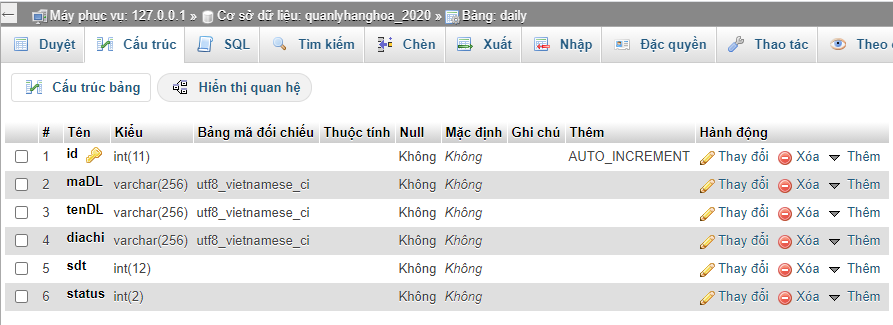 Máy phục vụ: 127.0.0.1 » Cơ sở dữ liệu: quanlyhanghoa_2020 » Bảng: daily
Duyệt Cấu trúc SQL Tìm kiếm Chèn Xuất Nhập Đặc quyền Thao tác Theo
Cấu trúc bảng Hiển thị quan hệ
# Tên Kiểu Bảng mã đối chiếu Thuộc tính Null Mặc định Ghi chú Thêm Hành động
1 id int(11) Không Không AUTO_INCREMENT Thay đổi Xóa Thêm
2 maDL varchar(256) utf8_vietnamese_ci Không Không Thay đổi Xóa Thêm
3 tenDL varchar(256) utf8_vietnamese_ci Không Không Thay đổi Xóa Thêm
4 diachi varchar(256) utf8_vietnamese_ci Không Không Thay đổi Xóa Thêm
5 sdt int(12) Không Không Thay đổi Xóa Thêm
6 status int(2) Không Không Thay đổi Xóa Thêm